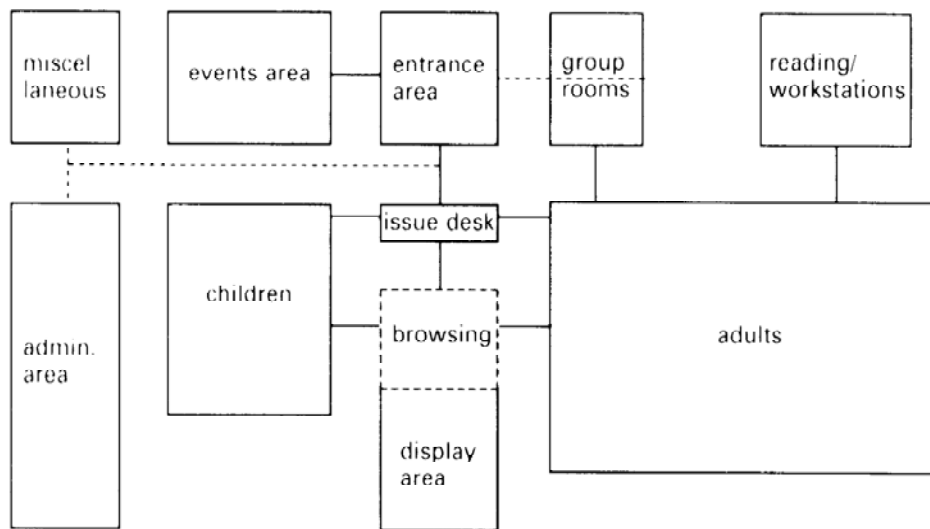 miscel
laneous
events area
entrance
area
group
rooms
reading/
workstations
issue desk
children
browsing
adults
admin.
area
display
area